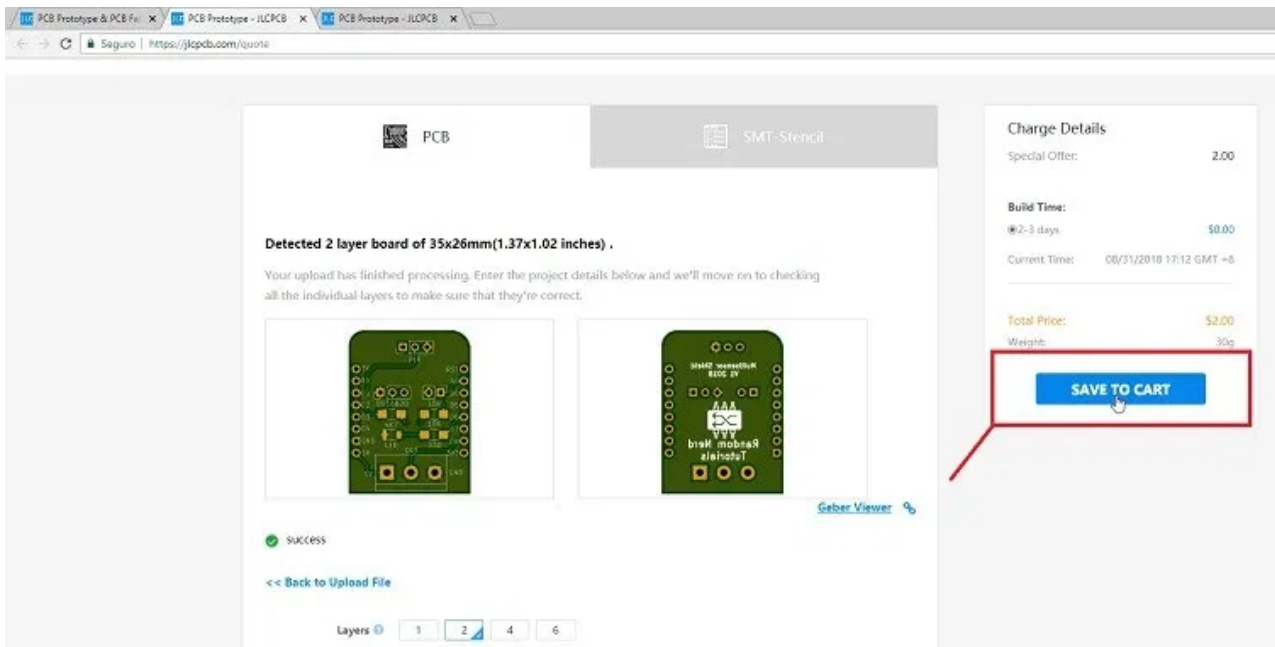 PCB Prototype & PCB Fa
PCB Prototype - JLCPCB
PCB Prototype - JLCPCB
Seguro | https://jlcpcb.com/quote
PCB
SMT-Stencil
Detected 2 layer board of 35x26mm(1.37x1.02 inches) .
Your upload has finished processing. Enter the project details below and we'll move on to checking
all the individual layers to make sure that they're correct.
Multisensor Shield
V1 2018
Random Nerd
Tutorials
Geber Viewer
success
<< Back to Upload File
Layers
1
2
4
6
Charge Details
Special Offer:
2.00
Build Time:
2-3 days
$0.00
Current Time:
08/31/2018 17:12 GMT +8
Total Price:
$2.00
Weight:
30g
SAVE TO CART